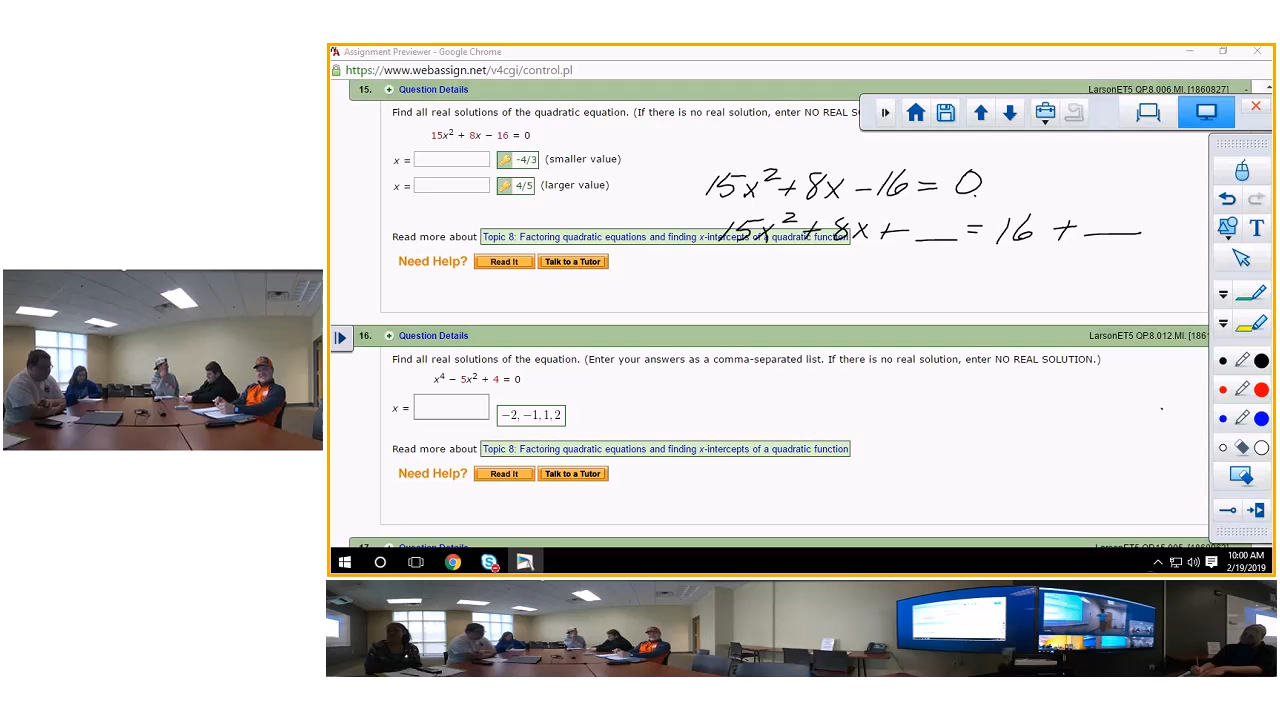 Assignment Previewer - Google Chrome
https://www.webassign.net/v4cgi/control.pl
15. Question Details LarsonET5 QP.8.006.MI. [1860827]
Find all real solutions of the quadratic equation. (If there is no real solution, enter NO REAL SO
15x² + 8x − 16 = 0
x = -4/3 (smaller value)
x = 4/5 (larger value)
15x² + 8x − 16 = 0
15x² + 8x + __ = 16 + __
Read more about Topic 8: Factoring quadratic equations and finding x-intercepts of a quadratic function
Need Help? Read It Talk to a Tutor
16. Question Details LarsonET5 QP.8.012.MI. [186
Find all real solutions of the equation. (Enter your answers as a comma-separated list. If there is no real solution, enter NO REAL SOLUTION.)
x⁴ − 5x² + 4 = 0
x = −2, −1, 1, 2
Read more about Topic 8: Factoring quadratic equations and finding x-intercepts of a quadratic function
Need Help? Read It Talk to a Tutor
17. Question Details
T
10:00 AM
2/19/2019